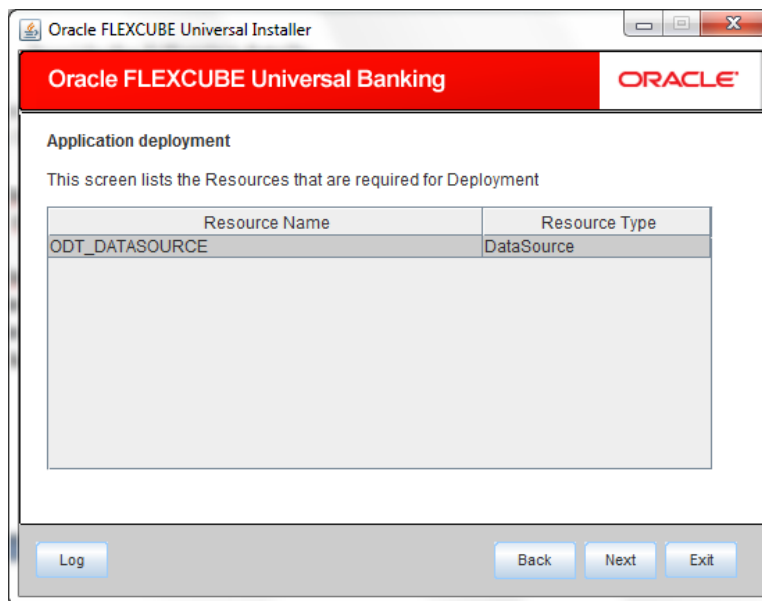 Oracle FLEXCUBE Universal Installer
Oracle FLEXCUBE Universal Banking
ORACLE
Application deployment
This screen lists the Resources that are required for Deployment
Resource Name Resource Type
ODT_DATASOURCE DataSource
Log Back Next Exit